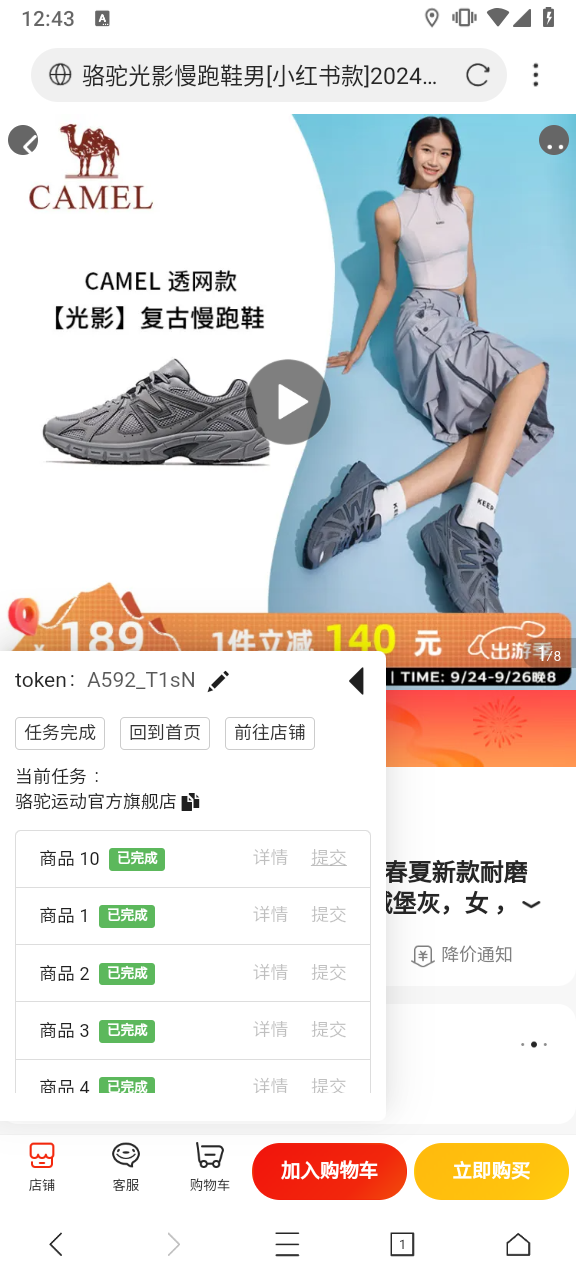 12:43
A
骆驼光影慢跑鞋男[小红书款]2024…
CAMEL
CAMEL 透网款
【光影】复古慢跑鞋
KEEP
KEEP
¥189
1件立减 140 元
出游季
1/8
TIME: 9/24-9/26晚8
token： A592_T1sN
任务完成
回到首页
前往店铺
当前任务：
骆驼运动官方旗舰店
商品 10 已完成 详情 提交
商品 1 已完成 详情 提交
商品 2 已完成 详情 提交
商品 3 已完成 详情 提交
商品 4 已完成 详情 提交
春夏新款耐磨
城堡灰，女，
降价通知
店铺
客服
购物车
加入购物车
立即购买
1